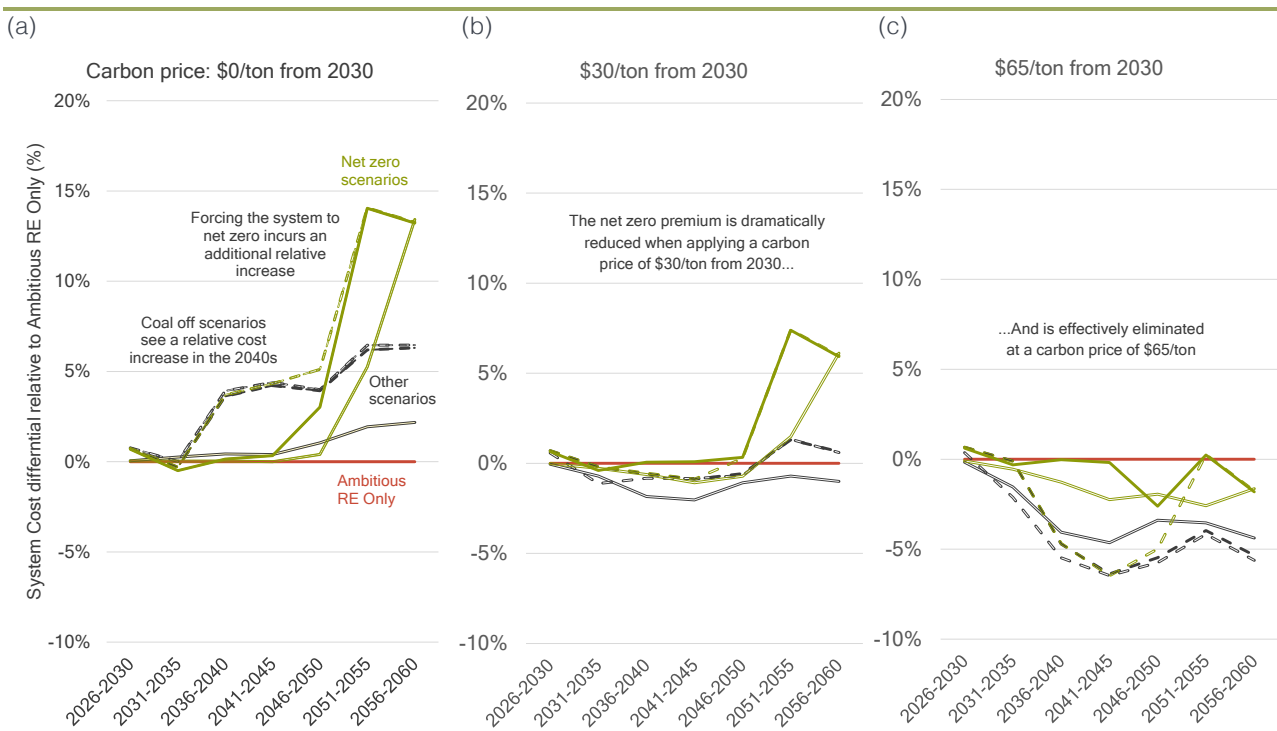 (a)
Carbon price: $0/ton from 2030
System Cost differntial relative to Ambitious RE Only (%)
20%
15%
10%
5%
0%
-5%
-10%
Net zero
scenarios
Forcing the system to
net zero incurs an
additional relative
increase
Coal off scenarios
see a relative cost
increase in the 2040s
Other
scenarios
Ambitious
RE Only
2026-2030
2031-2035
2036-2040
2041-2045
2046-2050
2051-2055
2056-2060
(b)
$30/ton from 2030
20%
15%
10%
5%
0%
-5%
-10%
The net zero premium is dramatically
reduced when applying a carbon
price of $30/ton from 2030...
2026-2030
2031-2035
2036-2040
2041-2045
2046-2050
2051-2055
2056-2060
(c)
$65/ton from 2030
20%
15%
10%
5%
0%
-5%
-10%
...And is effectively eliminated
at a carbon price of $65/ton
2026-2030
2031-2035
2036-2040
2041-2045
2046-2050
2051-2055
2056-2060